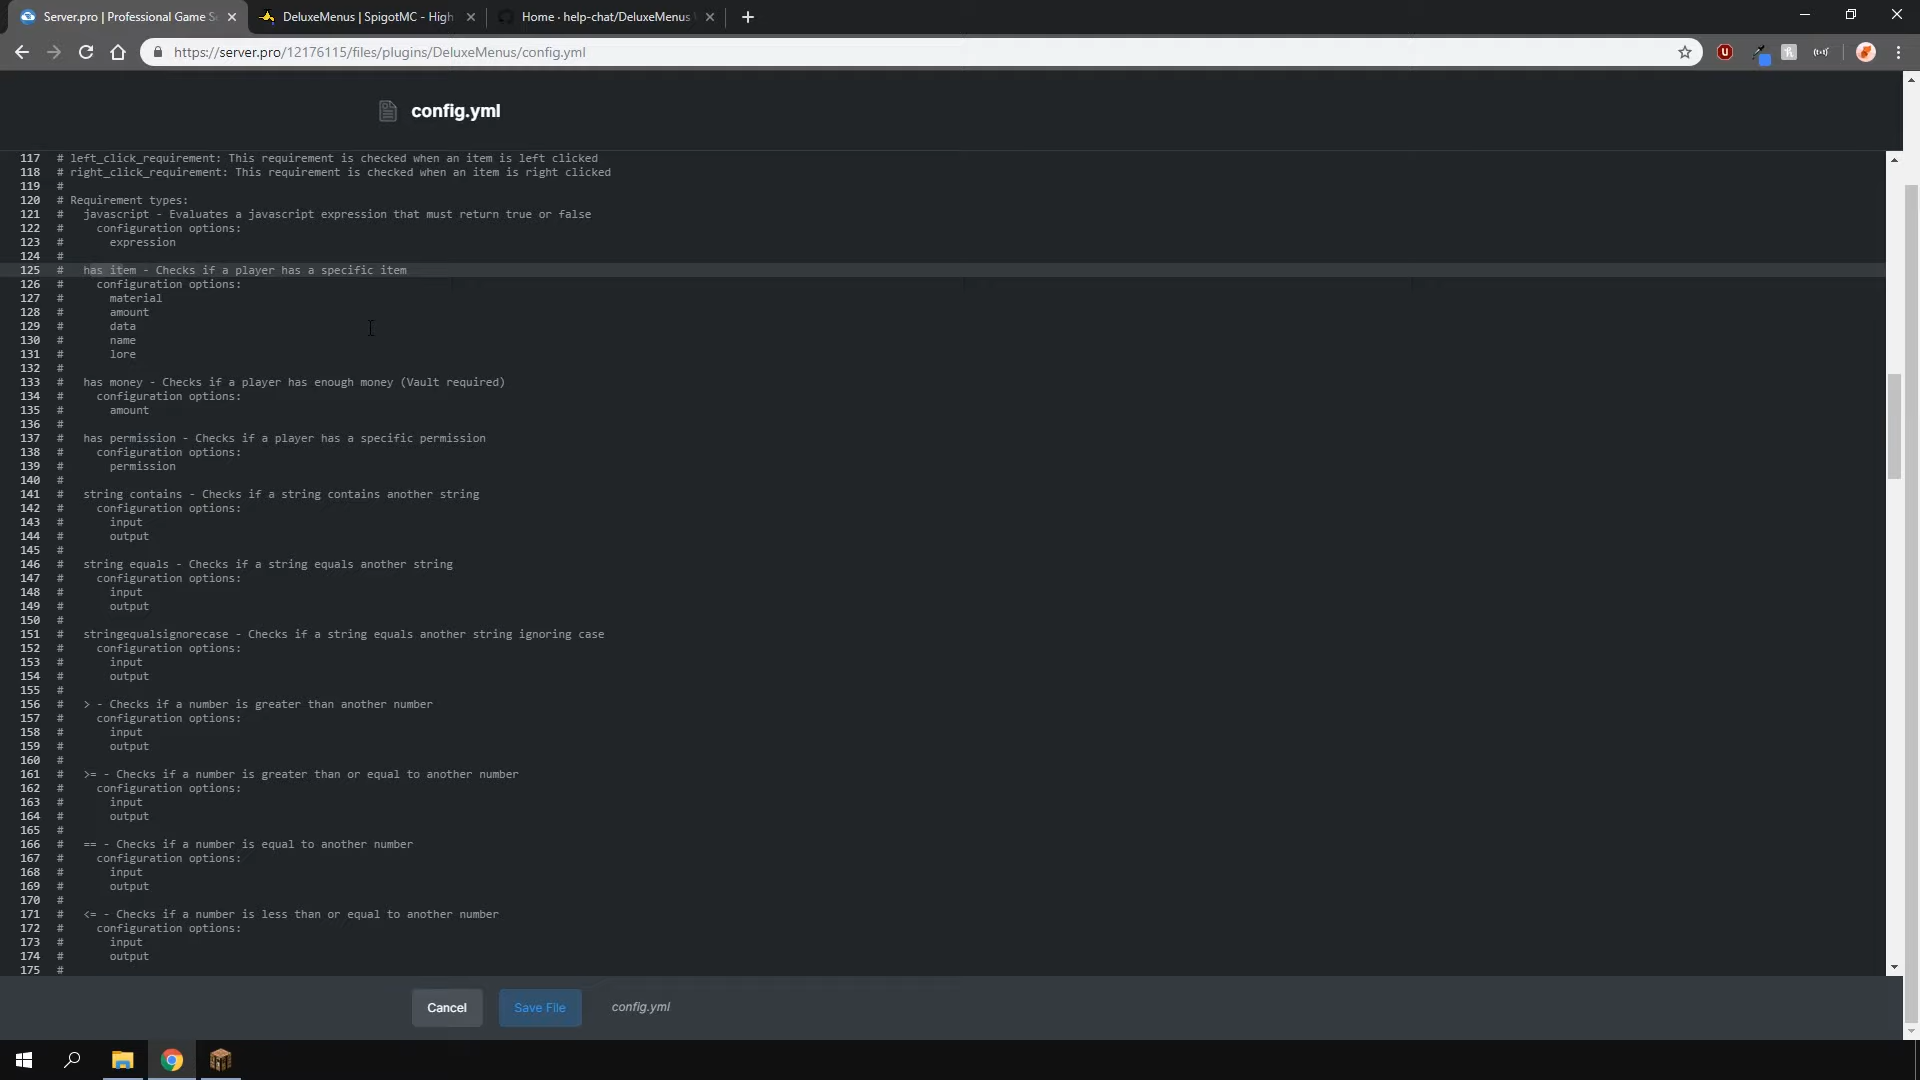 Server.pro | Professional Game S
DeluxeMenus | SpigotMC - High
Home · help-chat/DeluxeMenus
https://server.pro/12176115/files/plugins/DeluxeMenus/config.yml
config.yml
117 # left_click_requirement: This requirement is checked when an item is left clicked
118 # right_click_requirement: This requirement is checked when an item is right clicked
119 #
120 # Requirement types:
121 #   javascript - Evaluates a javascript expression that must return true or false
122 #     configuration options:
123 #       expression
124 #
125 #   has item - Checks if a player has a specific item
126 #     configuration options:
127 #       material
128 #       amount
129 #       data
130 #       name
131 #       lore
132 #
133 #   has money - Checks if a player has enough money (Vault required)
134 #     configuration options:
135 #       amount
136 #
137 #   has permission - Checks if a player has a specific permission
138 #     configuration options:
139 #       permission
140 #
141 #   string contains - Checks if a string contains another string
142 #     configuration options:
143 #       input
144 #       output
145 #
146 #   string equals - Checks if a string equals another string
147 #     configuration options:
148 #       input
149 #       output
150 #
151 #   stringequalsignorecase - Checks if a string equals another string ignoring case
152 #     configuration options:
153 #       input
154 #       output
155 #
156 #   > - Checks if a number is greater than another number
157 #     configuration options:
158 #       input
159 #       output
160 #
161 #   >= - Checks if a number is greater than or equal to another number
162 #     configuration options:
163 #       input
164 #       output
165 #
166 #   == - Checks if a number is equal to another number
167 #     configuration options:
168 #       input
169 #       output
170 #
171 #   <= - Checks if a number is less than or equal to another number
172 #     configuration options:
173 #       input
174 #       output
175 #
Cancel
Save File
config.yml